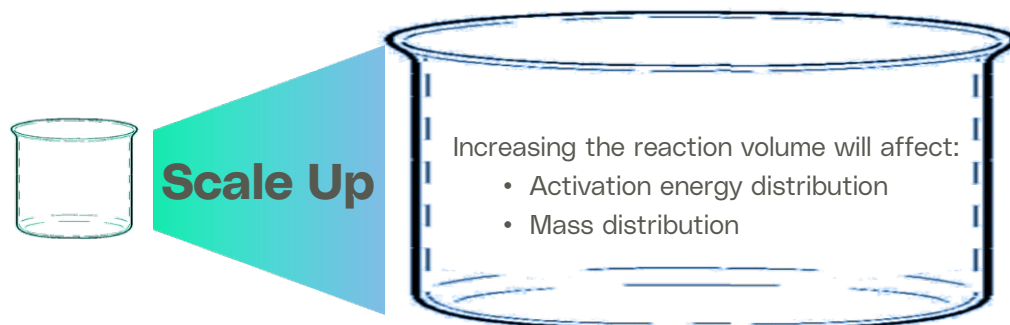 Scale Up
Increasing the reaction volume will affect:
• Activation energy distribution
• Mass distribution